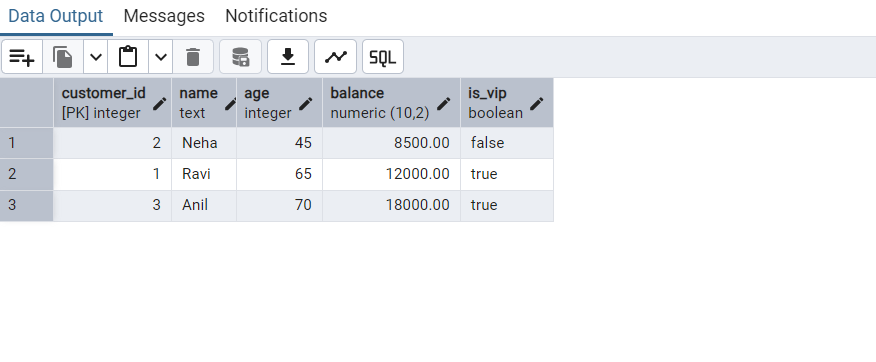 Data Output Messages Notifications
SQL
customer_id name age balance is_vip
[PK] integer text integer numeric (10,2) boolean
1 2 Neha 45 8500.00 false
2 1 Ravi 65 12000.00 true
3 3 Anil 70 18000.00 true